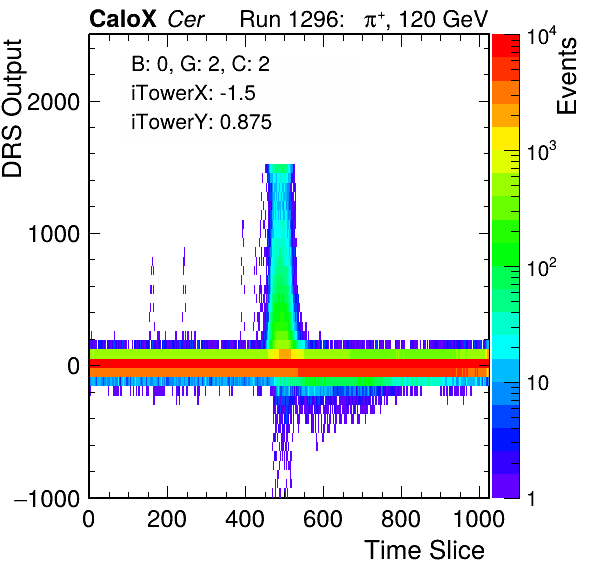 CaloX Cer Run 1296: π⁺, 120 GeV
B: 0, G: 2, C: 2
iTowerX: -1.5
iTowerY: 0.875
DRS Output
2000
1000
0
−1000
0 200 400 600 800 1000
Time Slice
Events
10⁴
10³
10²
10
1